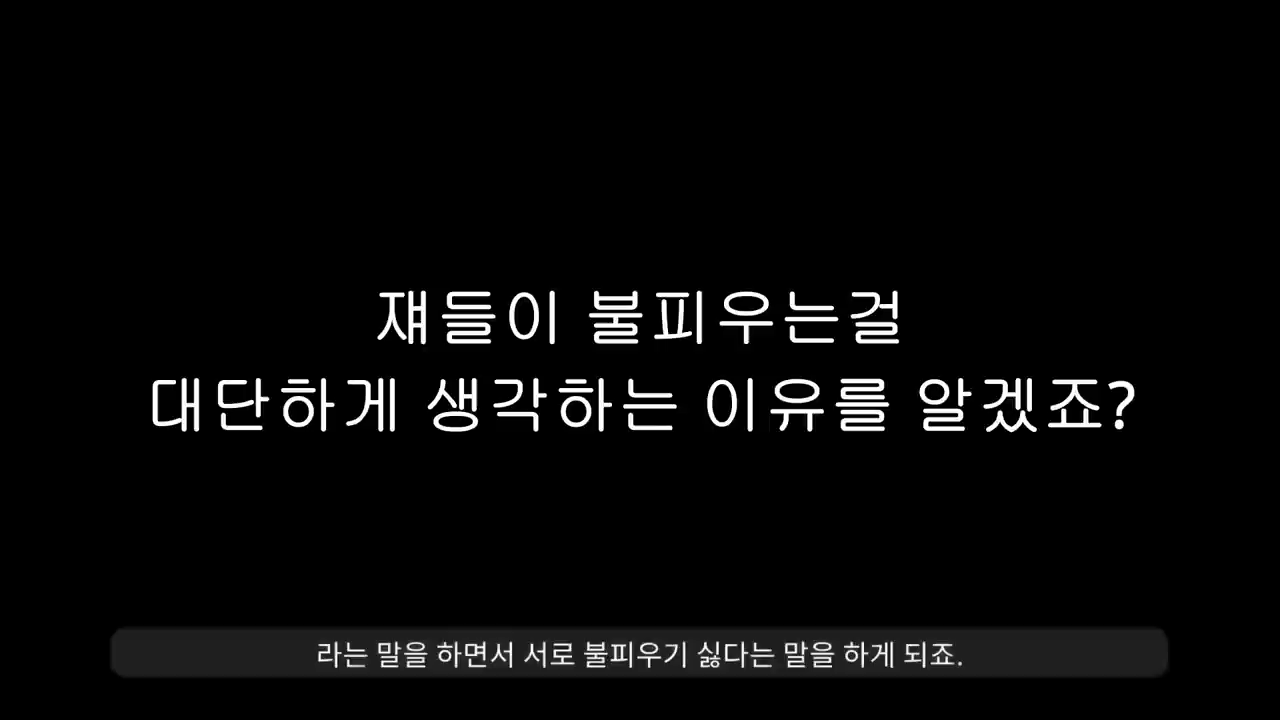 쟤들이 불피우는걸
대단하게 생각하는 이유를 알겠죠?
라는 말을 하면서 서로 불피우기 싫다는 말을 하게 되죠.